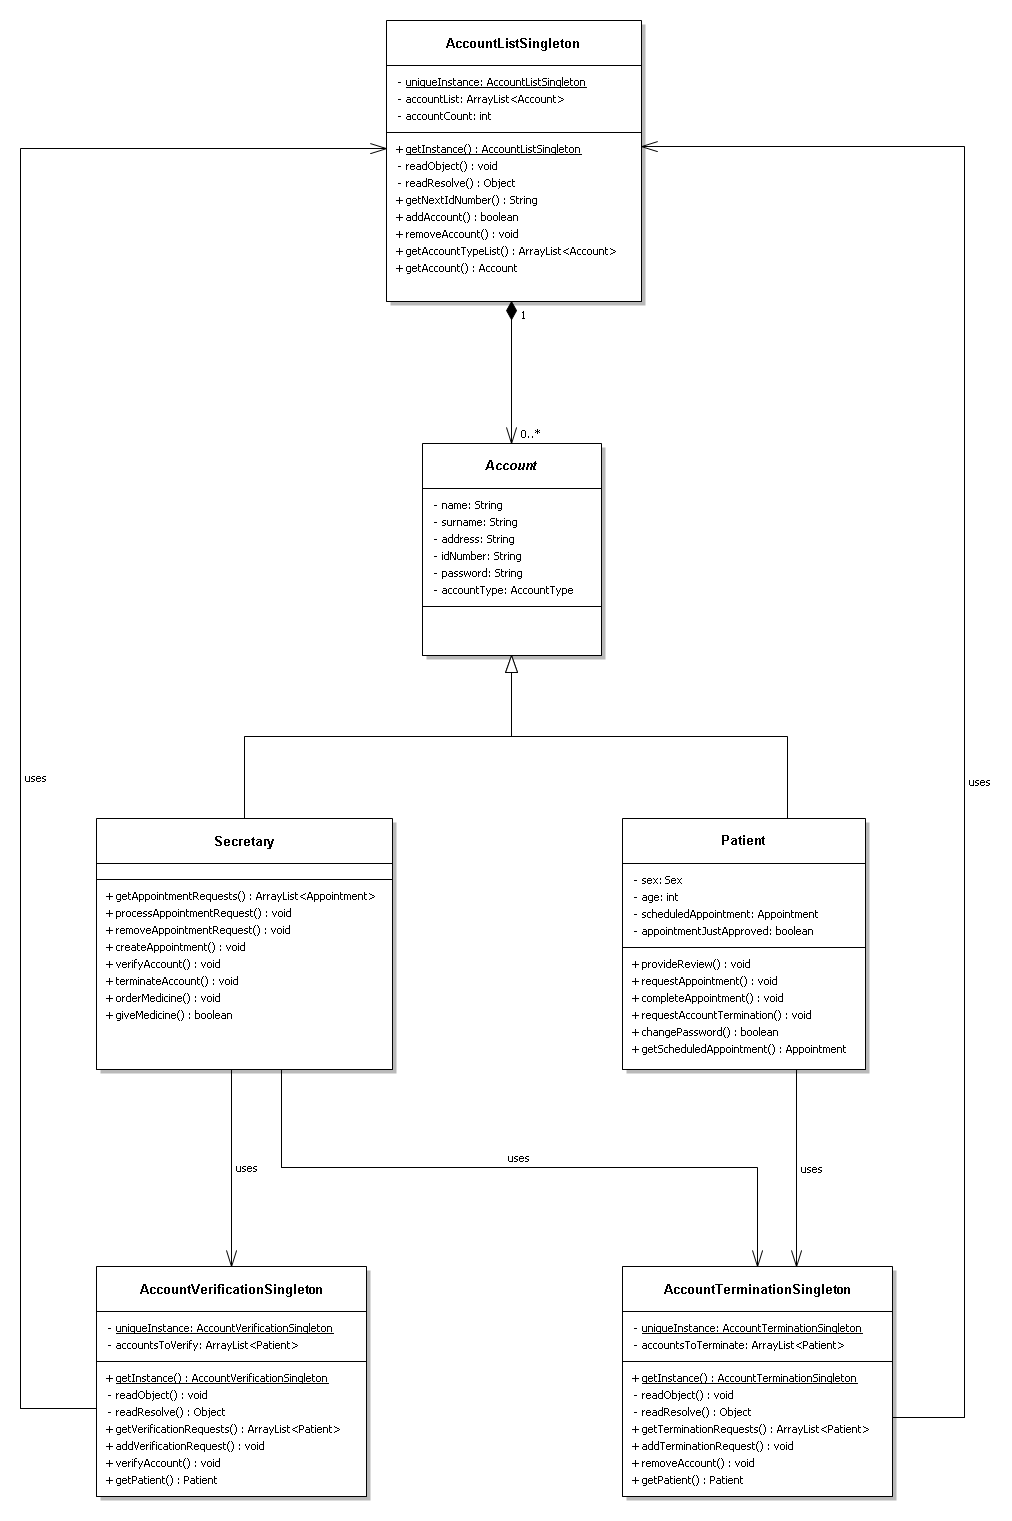 AccountListSingleton
- uniqueInstance: AccountListSingleton
- accountList: ArrayList<Account>
- accountCount: int
+ getInstance() : AccountListSingleton
- readObject() : void
- readResolve() : Object
+ getNextIdNumber() : String
+ addAccount() : boolean
+ removeAccount() : void
+ getAccountTypeList() : ArrayList<Account>
+ getAccount() : Account
1
0..*
Account
- name: String
- surname: String
- address: String
- idNumber: String
- password: String
- accountType: AccountType
uses
uses
Secretary
+ getAppointmentRequests() : ArrayList<Appointment>
+ processAppointmentRequest() : void
+ removeAppointmentRequest() : void
+ createAppointment() : void
+ verifyAccount() : void
+ terminateAccount() : void
+ orderMedicine() : void
+ giveMedicine() : boolean
Patient
- sex: Sex
- age: int
- scheduledAppointment: Appointment
- appointmentJustApproved: boolean
+ provideReview() : void
+ requestAppointment() : void
+ completeAppointment() : void
+ requestAccountTermination() : void
+ changePassword() : boolean
+ getScheduledAppointment() : Appointment
uses
uses
uses
AccountVerificationSingleton
- uniqueInstance: AccountVerificationSingleton
- accountsToVerify: ArrayList<Patient>
+ getInstance() : AccountVerificationSingleton
- readObject() : void
- readResolve() : Object
+ getVerificationRequests() : ArrayList<Patient>
+ addVerificationRequest() : void
+ verifyAccount() : void
+ getPatient() : Patient
AccountTerminationSingleton
- uniqueInstance: AccountTerminationSingleton
- accountsToTerminate: ArrayList<Patient>
+ getInstance() : AccountTerminationSingleton
- readObject() : void
- readResolve() : Object
+ getTerminationRequests() : ArrayList<Patient>
+ addTerminationRequest() : void
+ removeAccount() : void
+ getPatient() : Patient